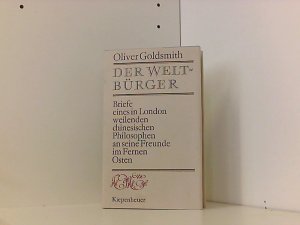 Oliver Goldsmith
DER WELT-
BÜRGER
Briefe
eines in London
weilenden
chinesischen
Philosophen
an seine Freunde
im Fernen
Osten
Kiepenheuer